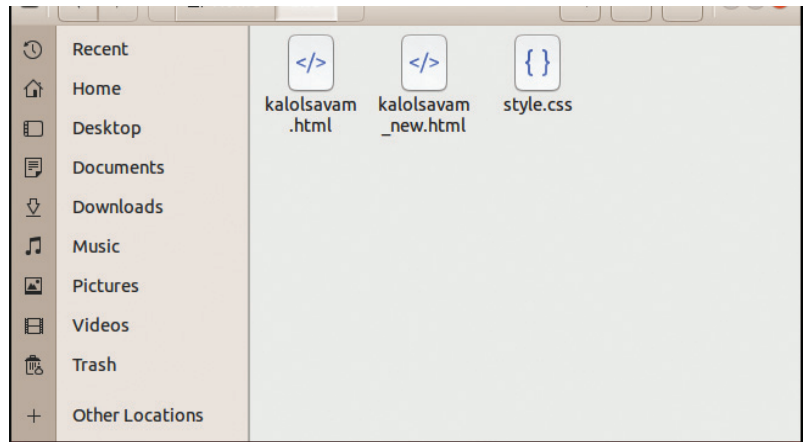 Recent
Home
Desktop
Documents
Downloads
Music
Pictures
Videos
Trash
Other Locations
</> </> { }
kalolsavam kalolsavam style.css
.html _new.html